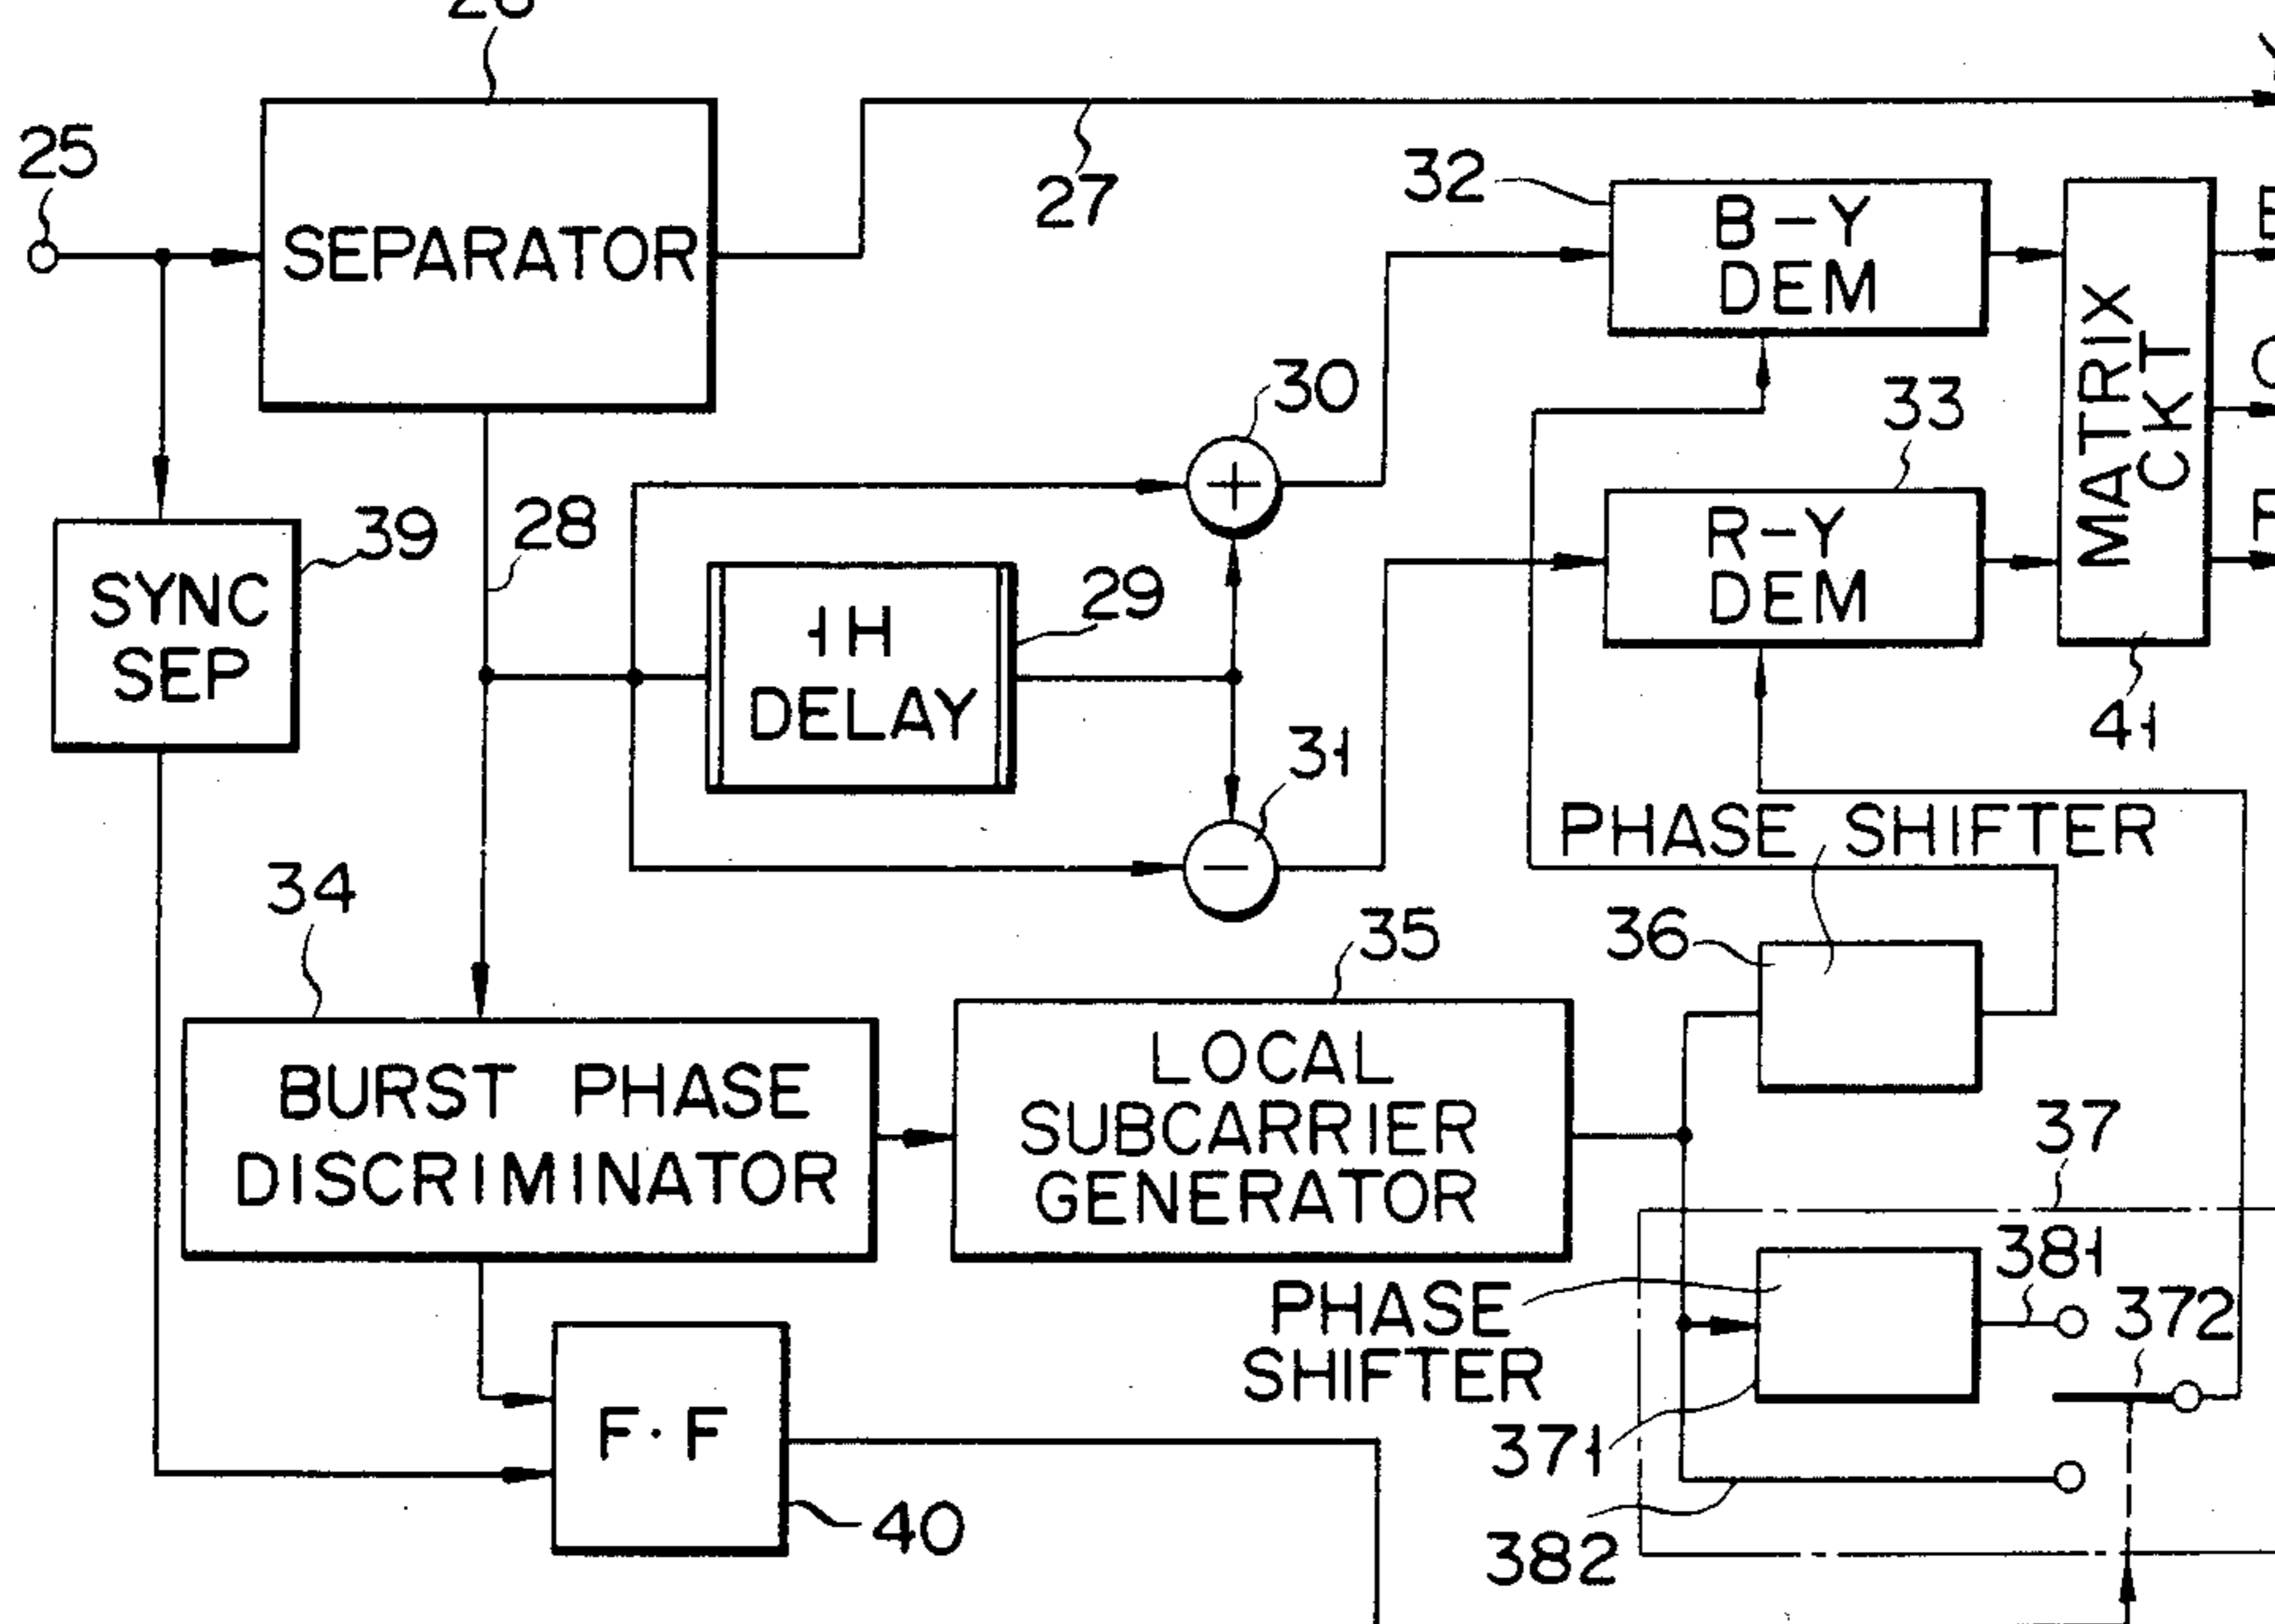 25
SEPARATOR
27
32
B-Y
DEM
MATRIX
CKT
30
33
R-Y
DEM
39
SYNC
SEP
28
1H
DELAY
29
31
41
PHASE SHIFTER
34
35
36
BURST PHASE
DISCRIMINATOR
LOCAL
SUBCARRIER
GENERATOR
37
381
PHASE
SHIFTER
372
F·F
371
40
382